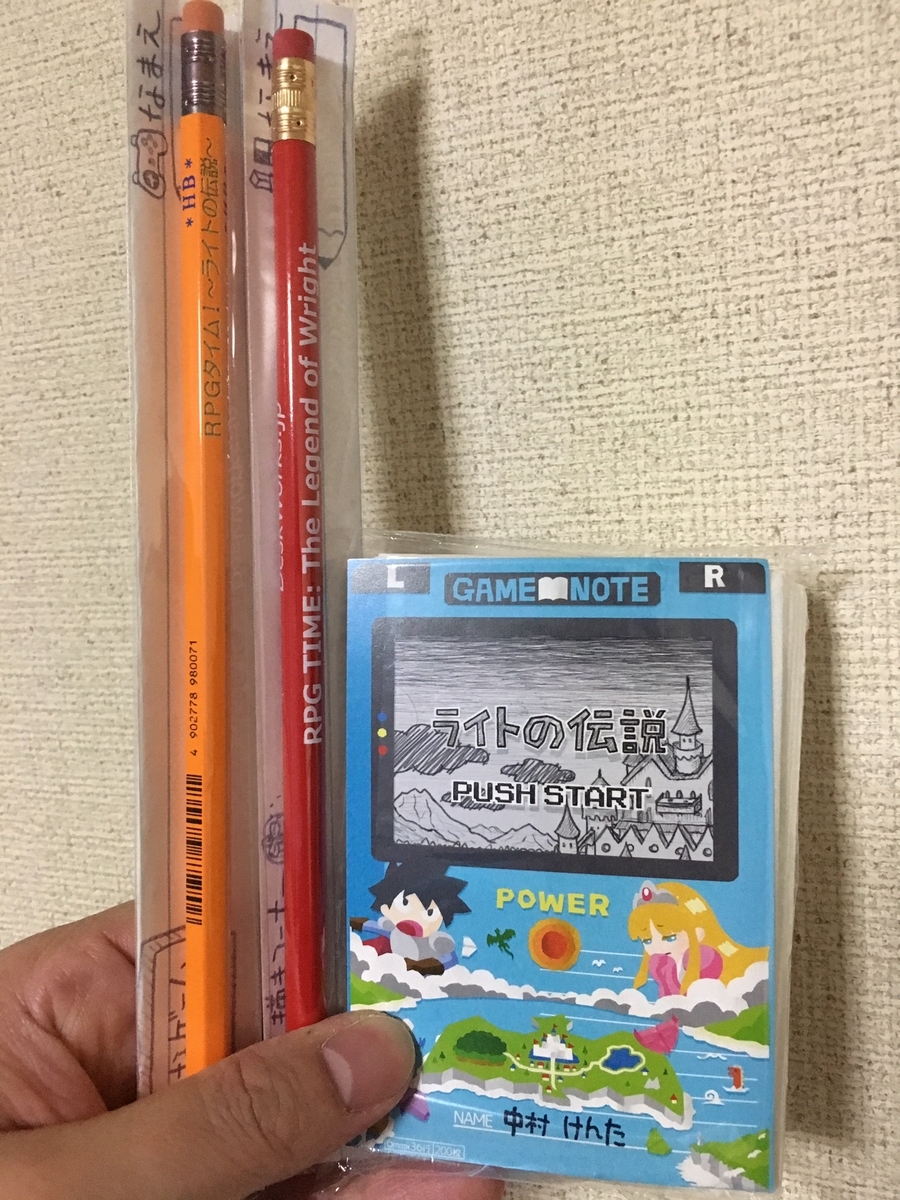 なまえ
*HB*
RPGタイム!～ライトの伝説～
4 902778 980071
RPG TIME: The Legend of Wright
L
GAME NOTE
R
ライトの伝説
PUSH START
POWER
NAME 中村 けんた